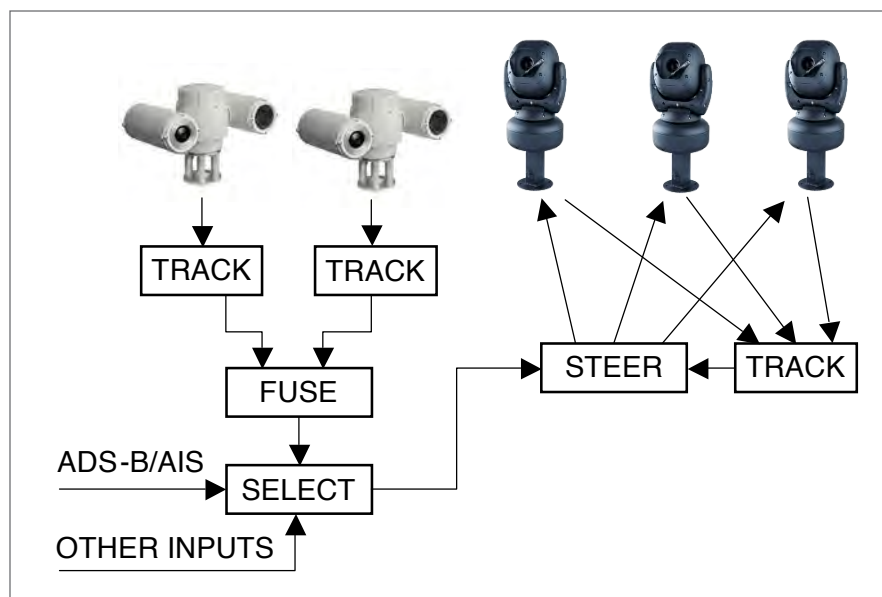 TRACK
TRACK
FUSE
STEER
TRACK
ADS-B/AIS
SELECT
OTHER INPUTS